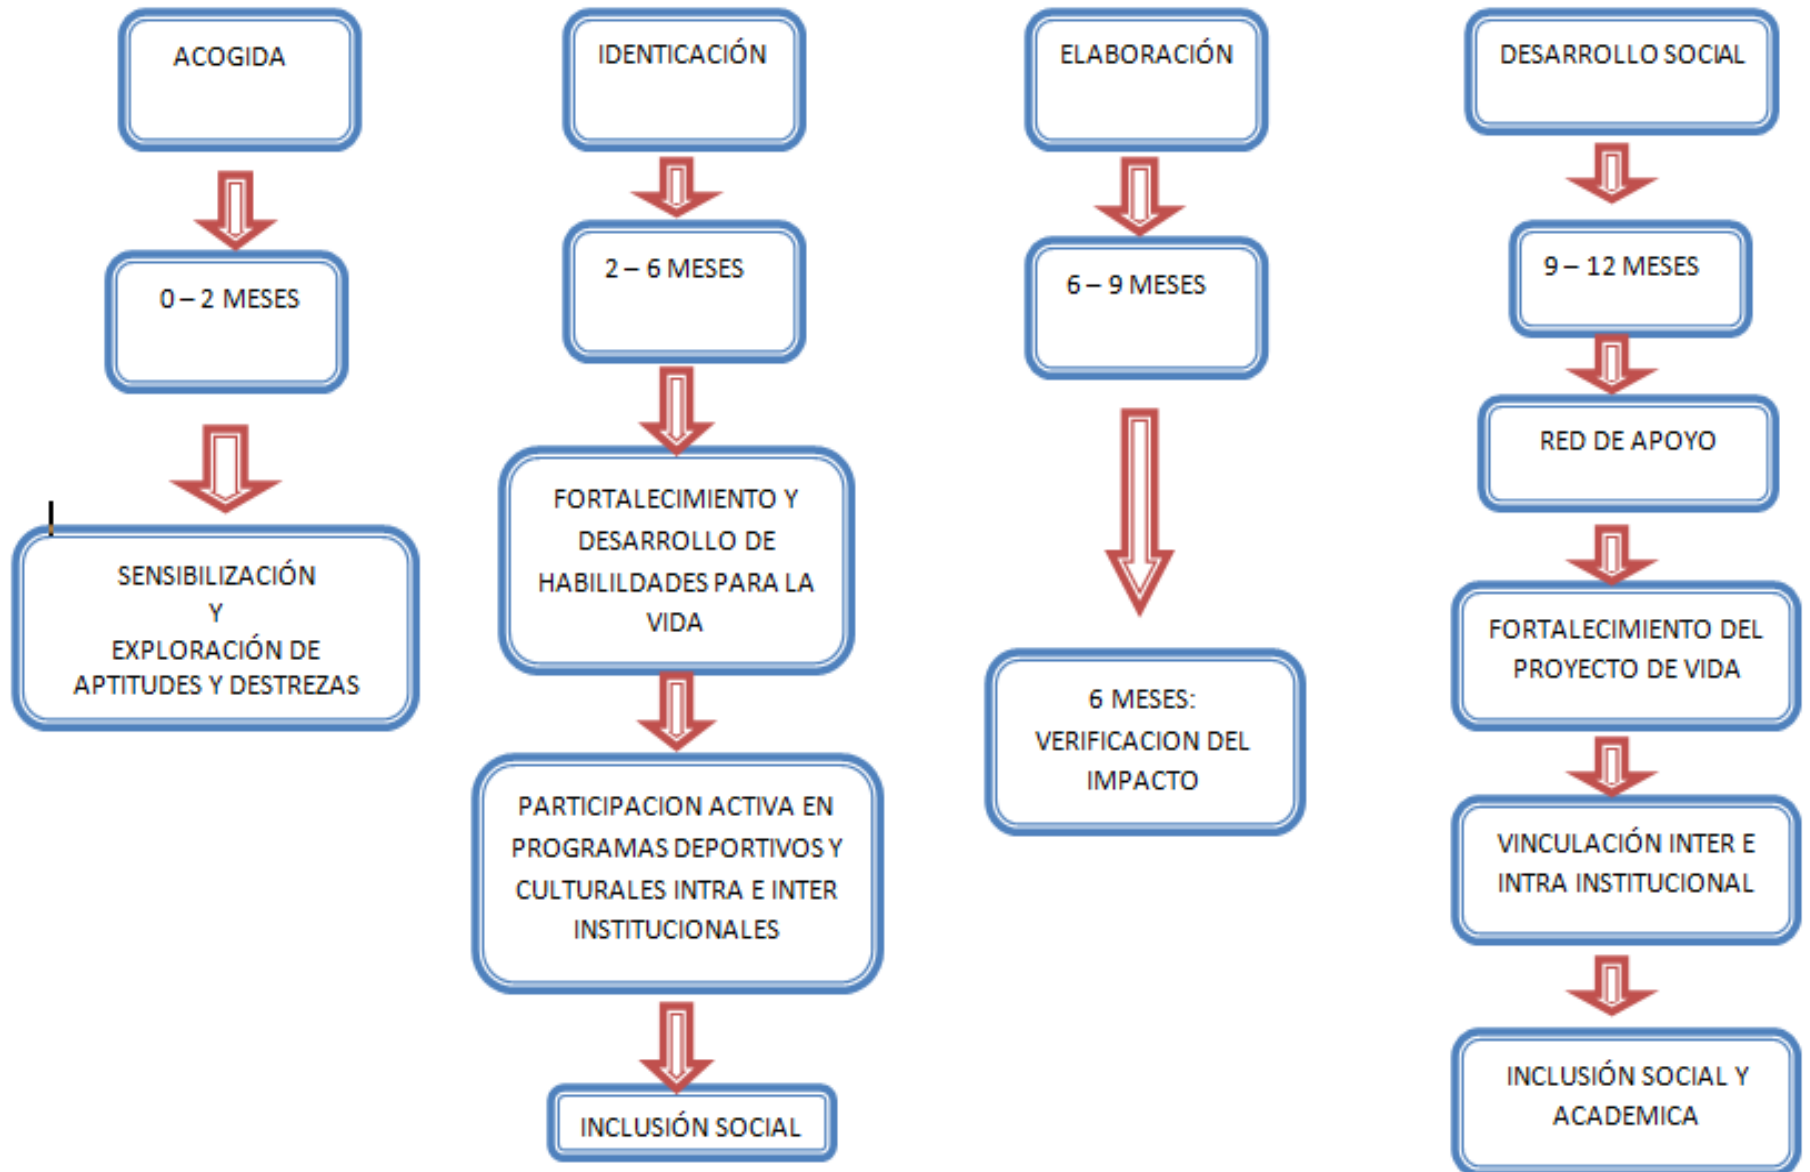 ACOGIDA
0 – 2 MESES
SENSIBILIZACIÓN
Y
EXPLORACIÓN DE
APTITUDES Y DESTREZAS
IDENTICACIÓN
2 – 6 MESES
FORTALECIMIENTO Y
DESARROLLO DE
HABILILDADES PARA LA
VIDA
PARTICIPACION ACTIVA EN
PROGRAMAS DEPORTIVOS Y
CULTURALES INTRA E INTER
INSTITUCIONALES
INCLUSIÓN SOCIAL
ELABORACIÓN
6 – 9 MESES
6 MESES:
VERIFICACION DEL
IMPACTO
DESARROLLO SOCIAL
9 – 12 MESES
RED DE APOYO
FORTALECIMIENTO DEL
PROYECTO DE VIDA
VINCULACIÓN INTER E
INTRA INSTITUCIONAL
INCLUSIÓN SOCIAL Y
ACADEMICA